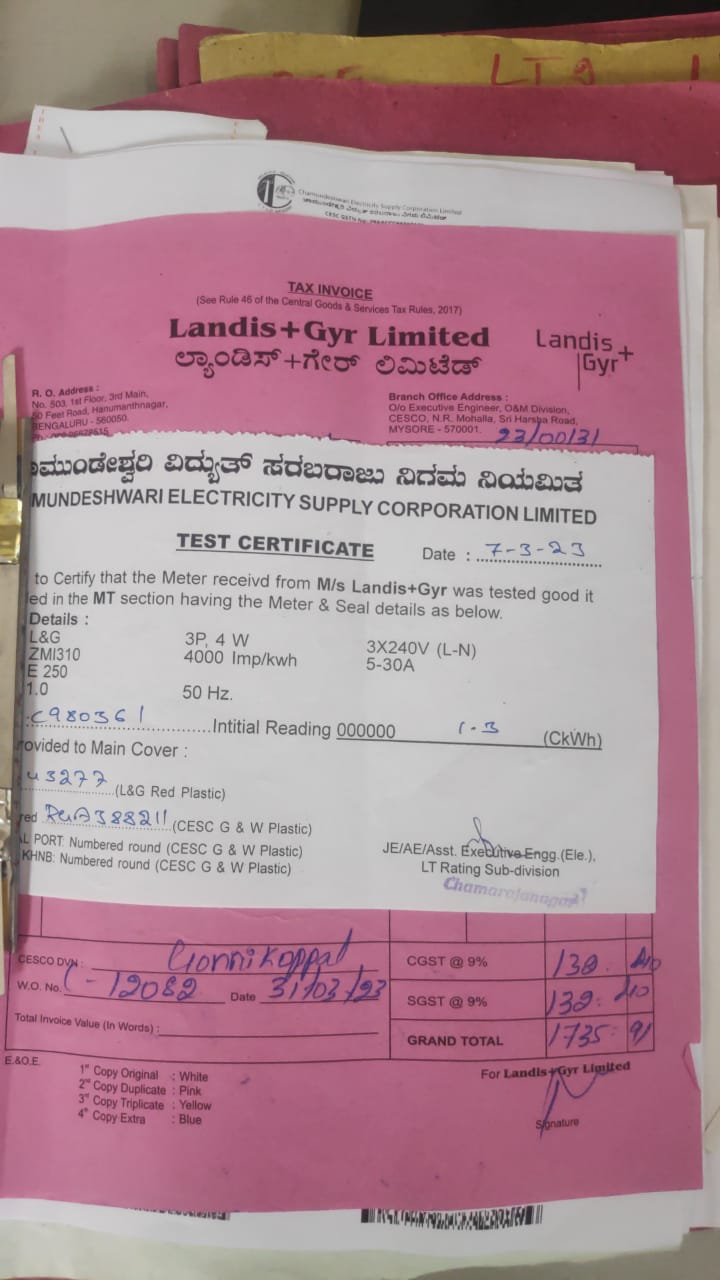 LT
Chamundeshwari Electricity Supply Corporation Limited
TAX INVOICE
(See Rule 46 of the Central Goods & Services Tax Rules, 2017)
Landis+Gyr Limited
ಲ್ಯಾಂಡಿಸ್+ಗೇರ್ ಲಿಮಿಟೆಡ್
Landis
Gyr+
R. O. Address :
No. 503, 1st Floor, 3rd Main,
50 Feet Road, Hanumanthnagar,
BENGALURU - 560050.
Branch Office Address :
O/o Executive Engineer, O&M Division,
CESCO, N.R. Mohalla, Sri Harsha Road,
MYSORE - 570001.
23/00/31
ಮುಂಡೇಶ್ವರಿ ವಿದ್ಯುತ್ ಸರಬರಾಜು ನಿಗಮ ನಿಯಮಿತ
MUNDESHWARI ELECTRICITY SUPPLY CORPORATION LIMITED
TEST CERTIFICATE
Date : 7-3-23
to Certify that the Meter receivd from M/s Landis+Gyr was tested good it
ed in the MT section having the Meter & Seal details as below.
Details :
L&G 3P, 4 W 3X240V (L-N)
ZMI310 4000 Imp/kwh 5-30A
E 250
1.0 50 Hz.
C980361 Intitial Reading 000000 1.3 (CkWh)
rovided to Main Cover :
43277 (L&G Red Plastic)
red 388211 (CESC G & W Plastic)
AL PORT: Numbered round (CESC G & W Plastic)
KHNB: Numbered round (CESC G & W Plastic)
JE/AE/Asst. Executive Engg.(Ele.),
LT Rating Sub-division
Chamarajanagar
CESCO DVN : Gonnikoppal
W.O. No. C-12082 Date 31/03/23
Total Invoice Value (In Words) :
CGST @ 9% 132. 40
SGST @ 9% 132. 40
GRAND TOTAL 1735. 91
E.&O.E.
1st Copy Original : White
2nd Copy Duplicate : Pink
3rd Copy Triplicate : Yellow
4th Copy Extra : Blue
For Landis+Gyr Limited
Signature